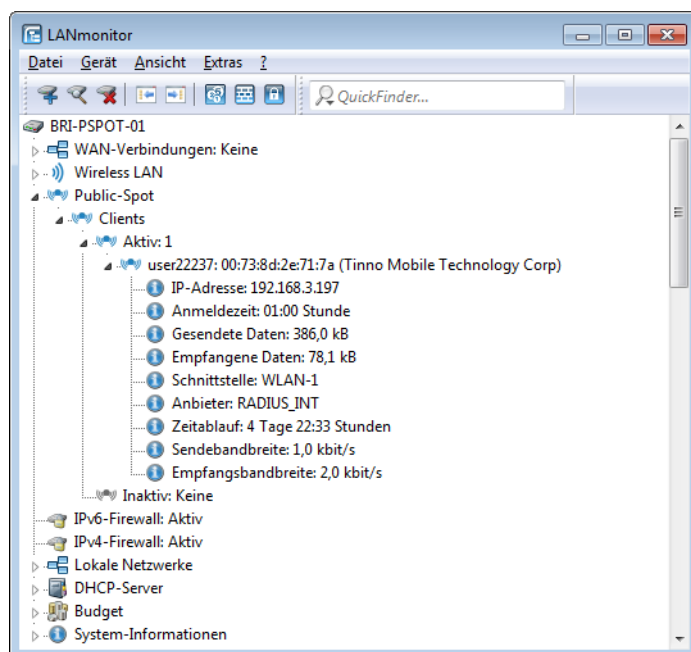 LANmonitor
Datei Gerät Ansicht Extras ?
QuickFinder...
BRI-PSPOT-01
WAN-Verbindungen: Keine
Wireless LAN
Public-Spot
Clients
Aktiv: 1
user22237: 00:73:8d:2e:71:7a (Tinno Mobile Technology Corp)
IP-Adresse: 192.168.3.197
Anmeldezeit: 01:00 Stunde
Gesendete Daten: 386,0 kB
Empfangene Daten: 78,1 kB
Schnittstelle: WLAN-1
Anbieter: RADIUS_INT
Zeitablauf: 4 Tage 22:33 Stunden
Sendebandbreite: 1,0 kbit/s
Empfangsbandbreite: 2,0 kbit/s
Inaktiv: Keine
IPv6-Firewall: Aktiv
IPv4-Firewall: Aktiv
Lokale Netzwerke
DHCP-Server
Budget
System-Informationen